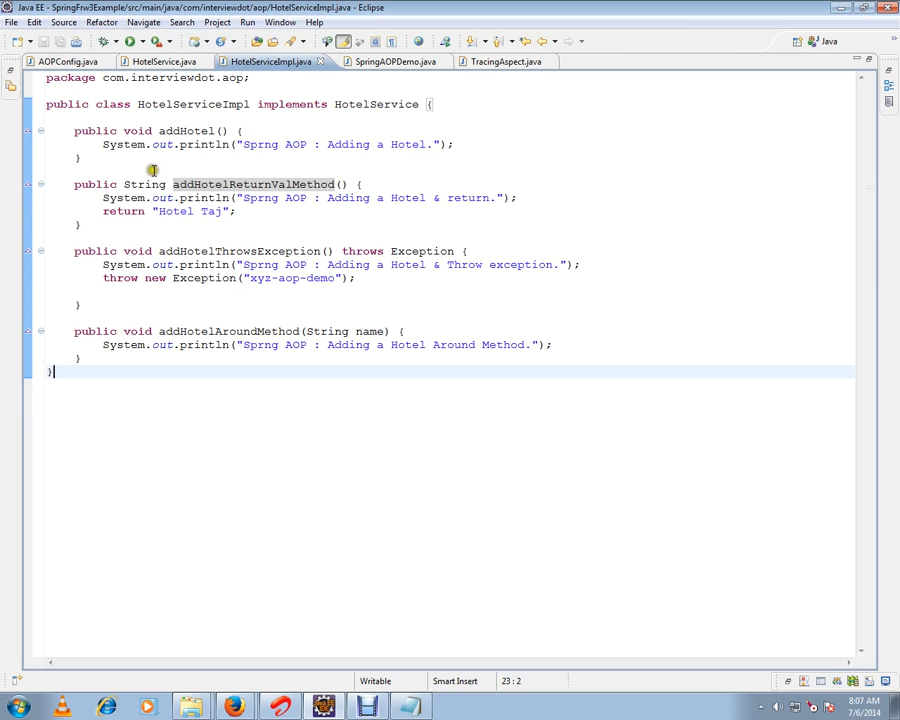 Java EE - SpringFrw3Example/src/main/java/com/interviewdot/aop/HotelServiceImpl.java - Eclipse
File Edit Source Refactor Navigate Search Project Run Window Help
Java
AOPConfig.java HotelService.java HotelServiceImpl.java SpringAOPDemo.java TracingAspect.java
package com.interviewdot.aop;
public class HotelServiceImpl implements HotelService {
public void addHotel() {
System.out.println("Sprng AOP : Adding a Hotel.");
}
public String addHotelReturnValMethod() {
System.out.println("Sprng AOP : Adding a Hotel & return.");
return "Hotel Taj";
}
public void addHotelThrowsException() throws Exception {
System.out.println("Sprng AOP : Adding a Hotel & Throw exception.");
throw new Exception("xyz-aop-demo");
}
public void addHotelAroundMethod(String name) {
System.out.println("Sprng AOP : Adding a Hotel Around Method.");
}
}
Writable Smart Insert 23 : 2
8:07 AM
7/6/2014